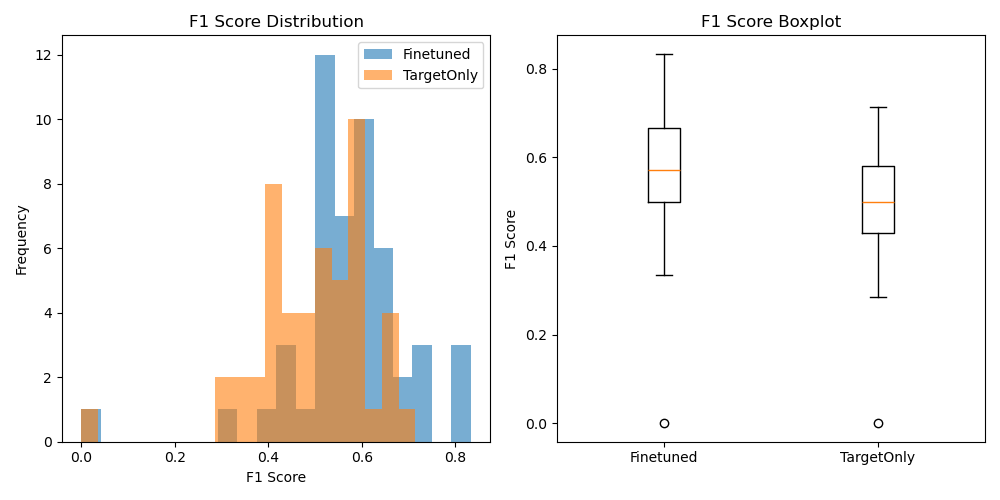 F1 Score Distribution
Finetuned
TargetOnly
12
10
8
6
4
2
0
Frequency
0.0 0.2 0.4 0.6 0.8
F1 Score
F1 Score Boxplot
0.8
0.6
0.4
0.2
0.0
F1 Score
Finetuned TargetOnly